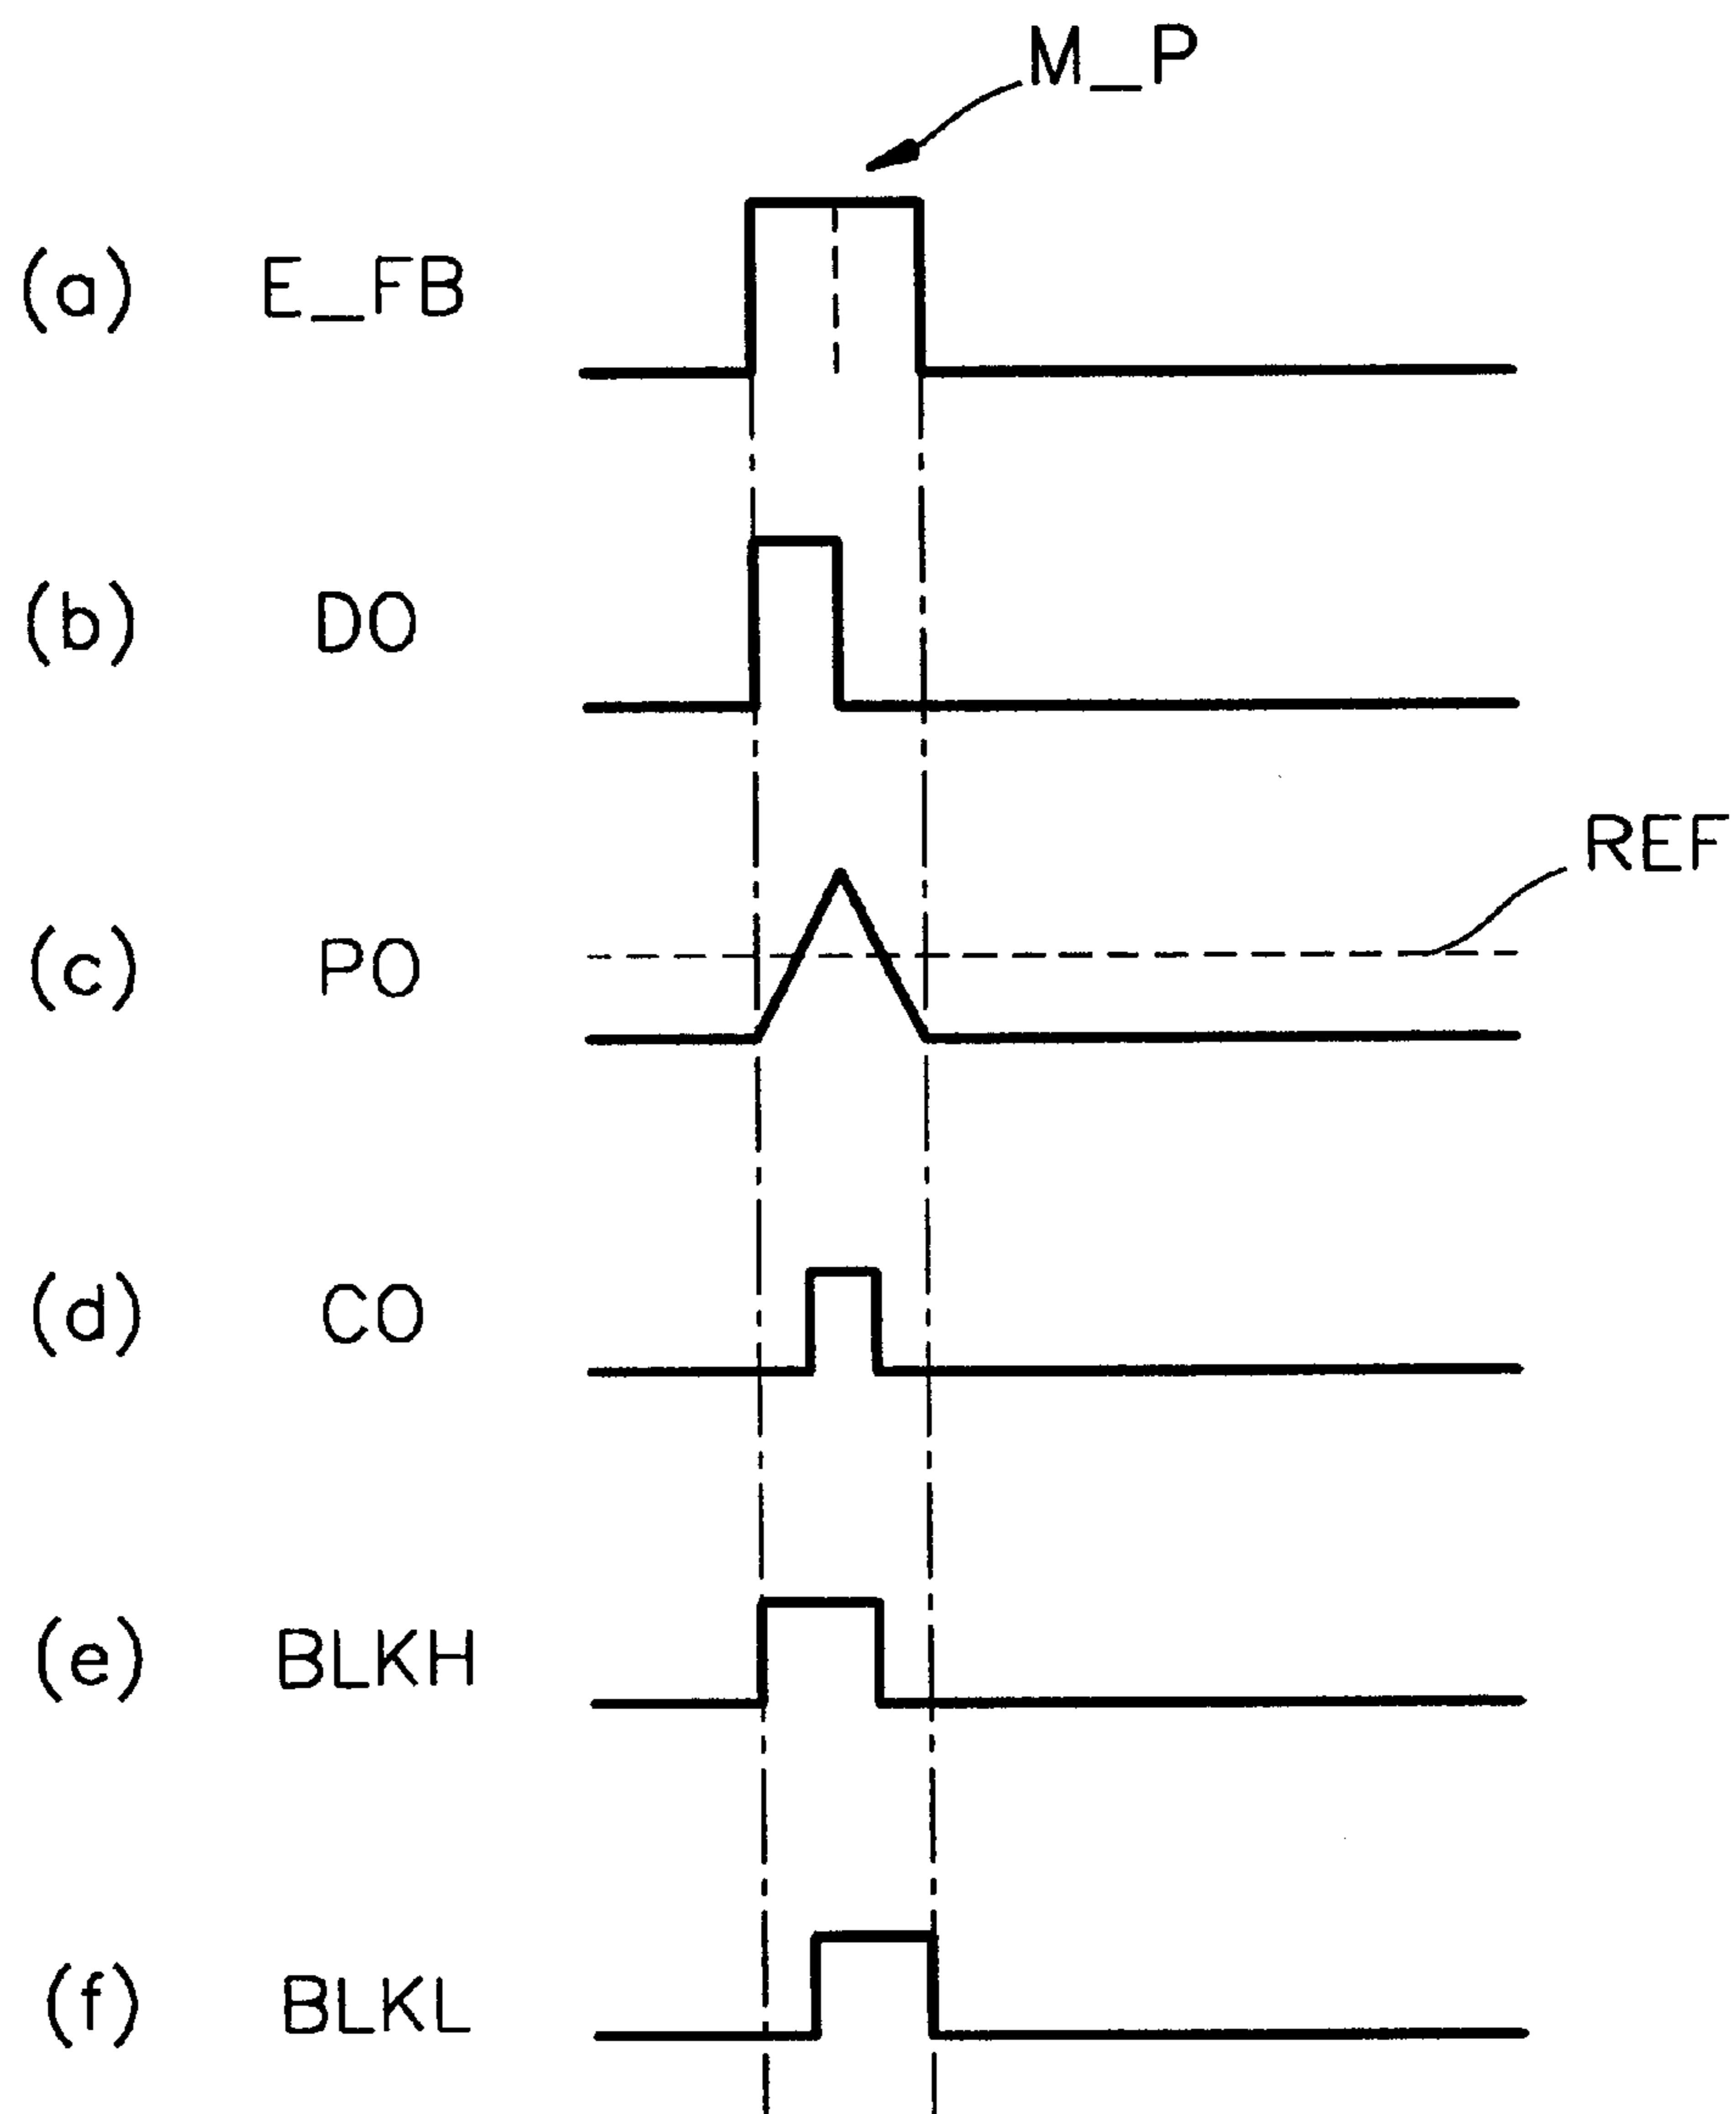 M_P
(a) E_FB
(b) DO
REF
(c) PO
(d) CO
(e) BLKH
(f) BLKL